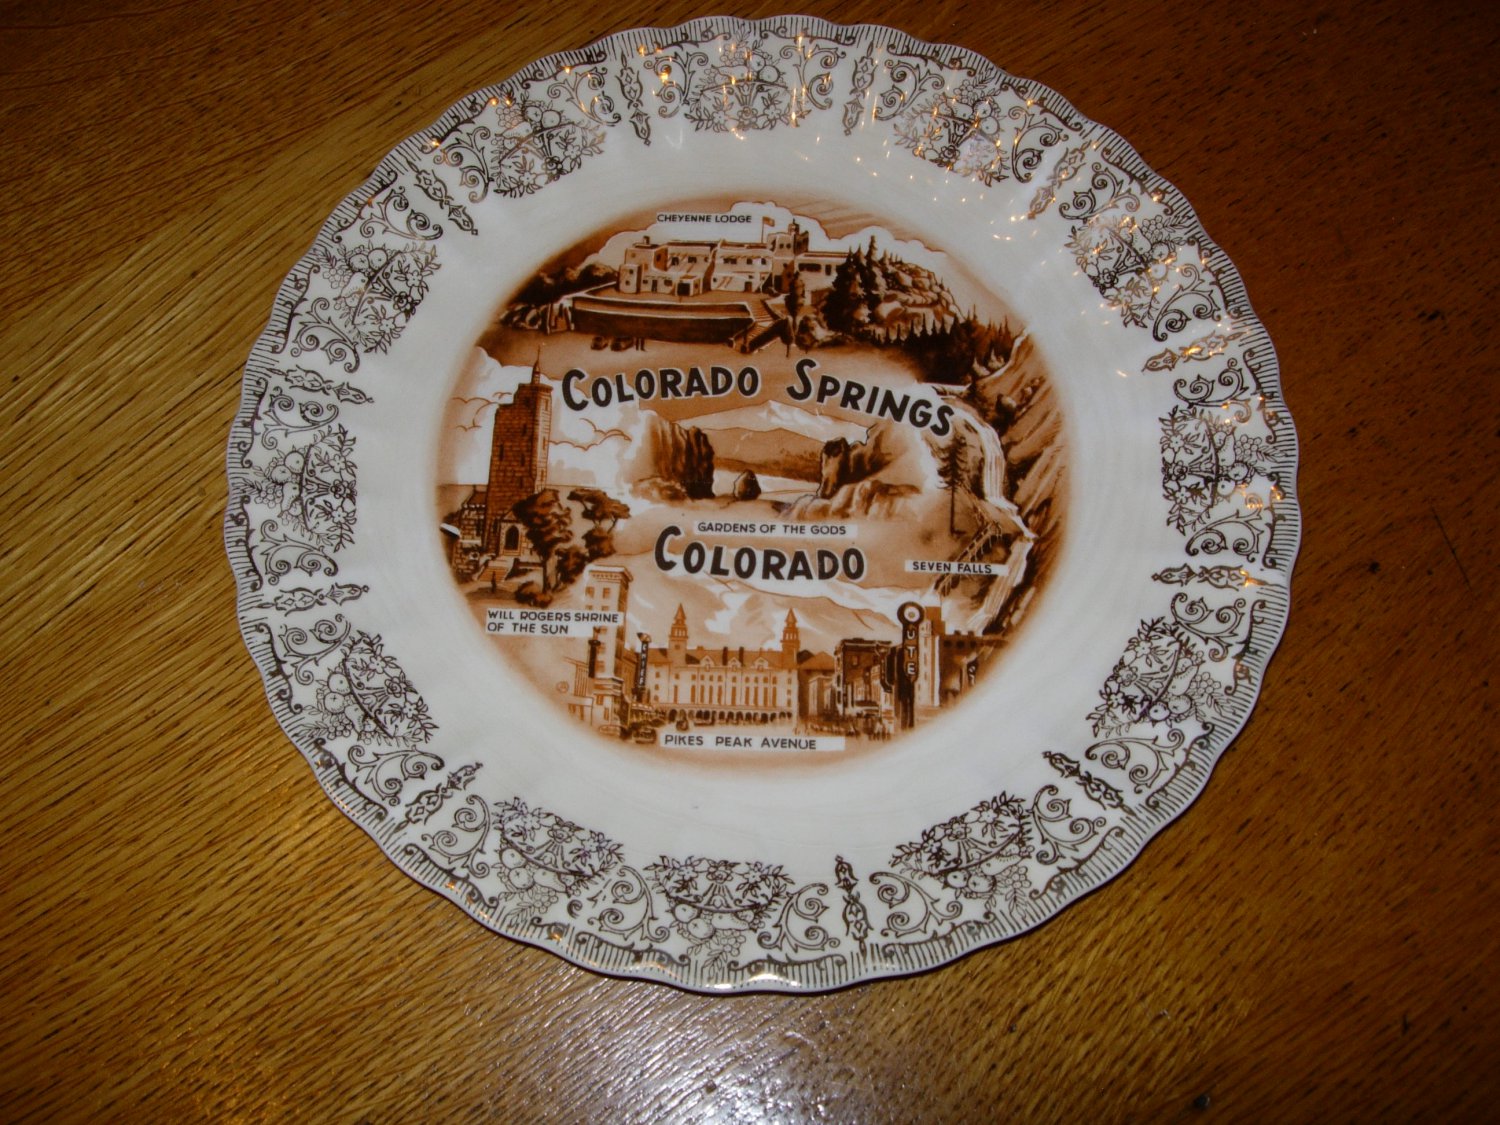 CHEYENNE LODGE
COLORADO SPRINGS
GARDENS OF THE GODS
COLORADO
SEVEN FALLS
WILL ROGERS SHRINE
OF THE SUN
UTE
PIKES PEAK AVENUE